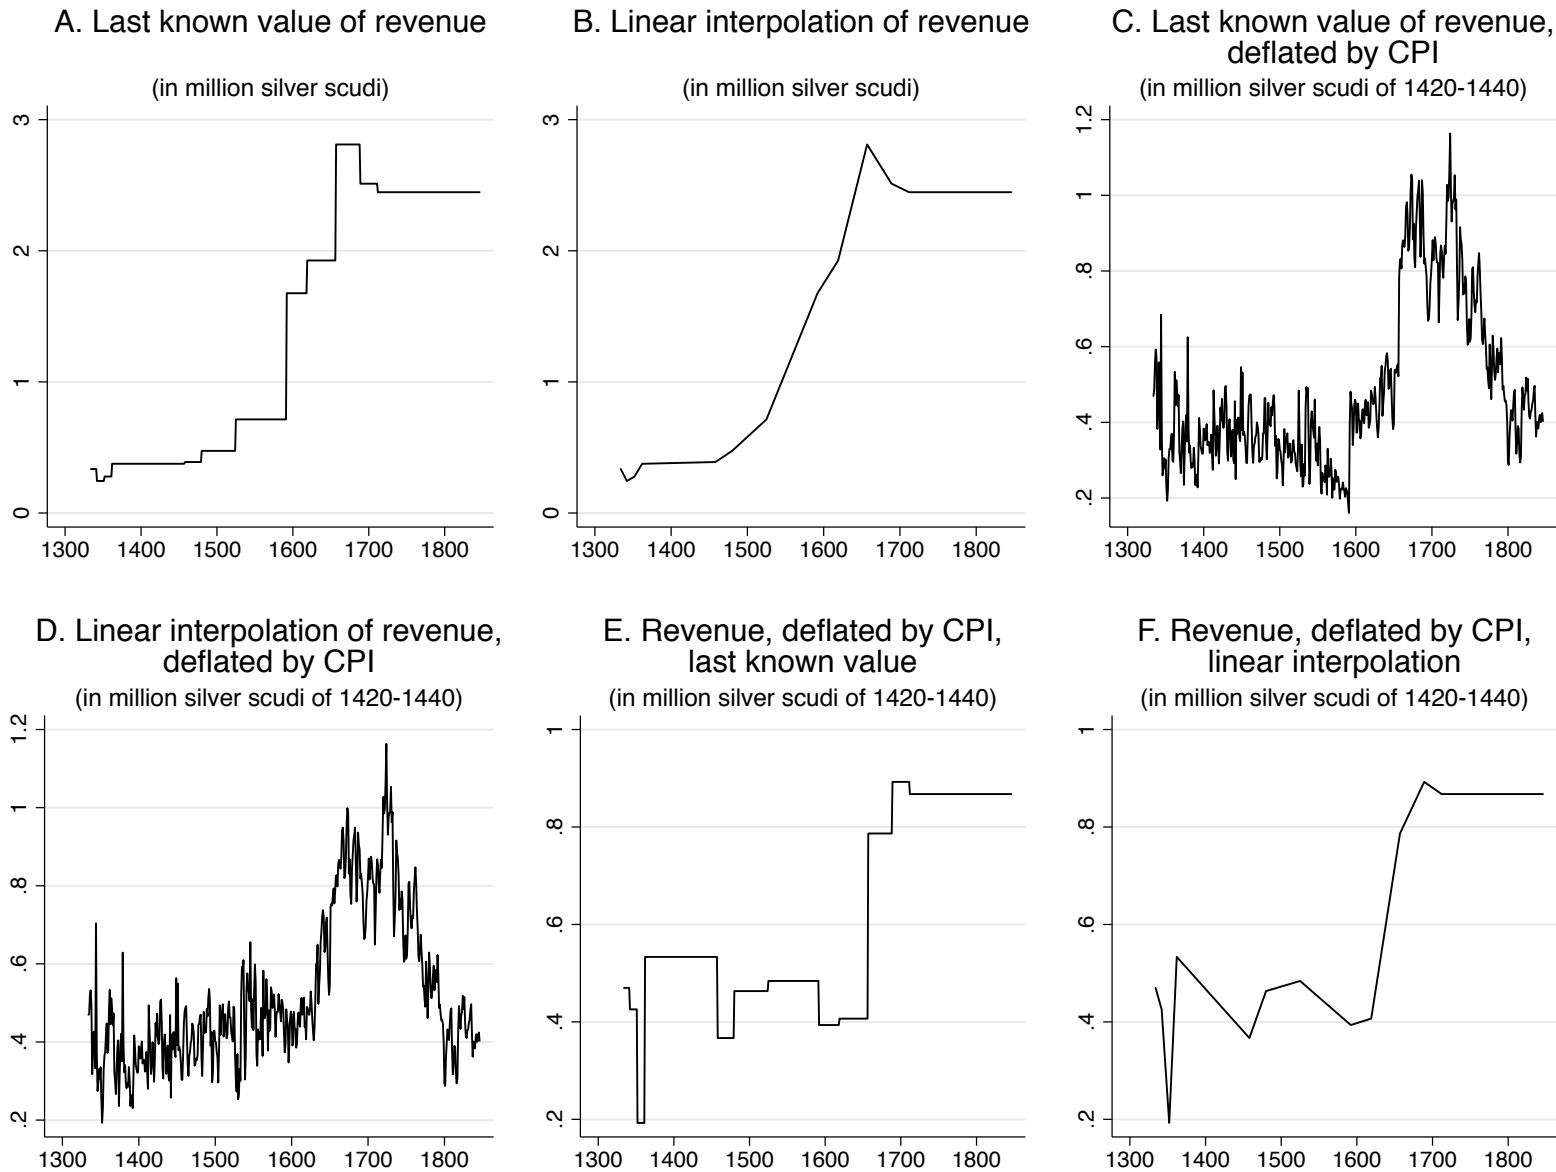 A. Last known value of revenue
(in million silver scudi)
3
2
1
0
1300 1400 1500 1600 1700 1800
B. Linear interpolation of revenue
(in million silver scudi)
3
2
1
0
1300 1400 1500 1600 1700 1800
C. Last known value of revenue,
deflated by CPI
(in million silver scudi of 1420-1440)
1.2
1
.8
.6
.4
.2
1300 1400 1500 1600 1700 1800
D. Linear interpolation of revenue,
deflated by CPI
(in million silver scudi of 1420-1440)
1.2
1
.8
.6
.4
.2
1300 1400 1500 1600 1700 1800
E. Revenue, deflated by CPI,
last known value
(in million silver scudi of 1420-1440)
1
.8
.6
.4
.2
1300 1400 1500 1600 1700 1800
F. Revenue, deflated by CPI,
linear interpolation
(in million silver scudi of 1420-1440)
1
.8
.6
.4
.2
1300 1400 1500 1600 1700 1800